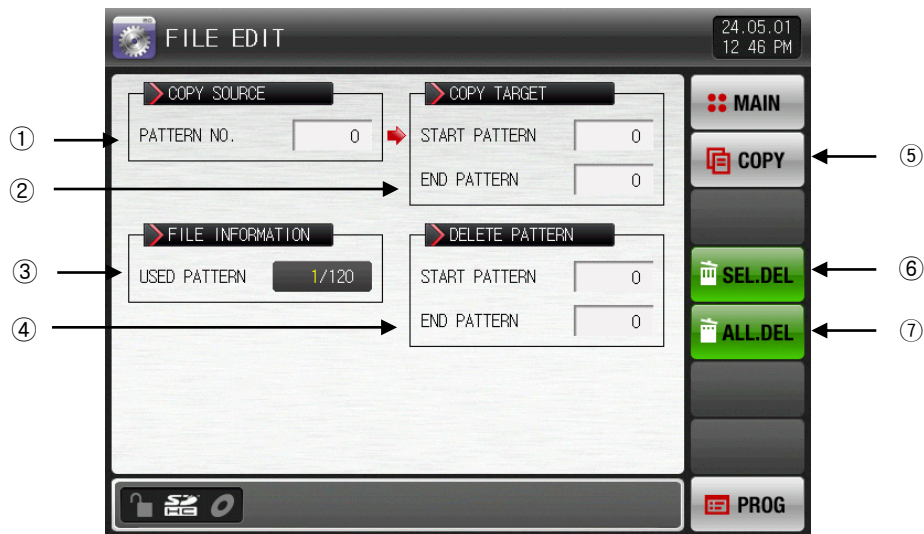 FILE EDIT
24.05.01
12 46 PM
COPY SOURCE
PATTERN NO. 0
COPY TARGET
START PATTERN 0
END PATTERN 0
FILE INFORMATION
USED PATTERN 1/120
DELETE PATTERN
START PATTERN 0
END PATTERN 0
MAIN
COPY
SEL.DEL
ALL.DEL
PROG
SD
HC
①
②
③
④
⑤
⑥
⑦